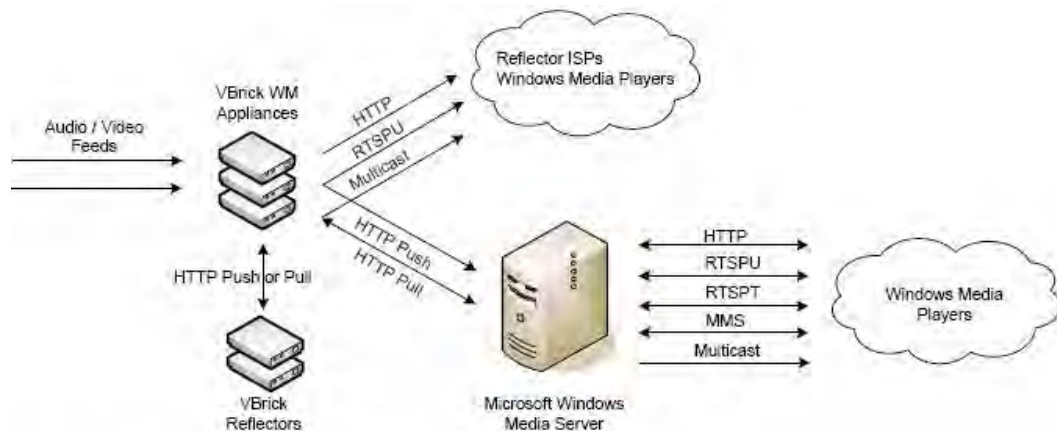 Reflector ISPs
Windows Media Players
VBrick WM
Appliances
Audio / Video
Feeds
HTTP
RTSPU
Multicast
HTTP Push
HTTP Pull
HTTP Push or Pull
VBrick
Reflectors
Microsoft Windows
Media Server
HTTP
RTSPU
RTSPT
MMS
Multicast
Windows Media
Players